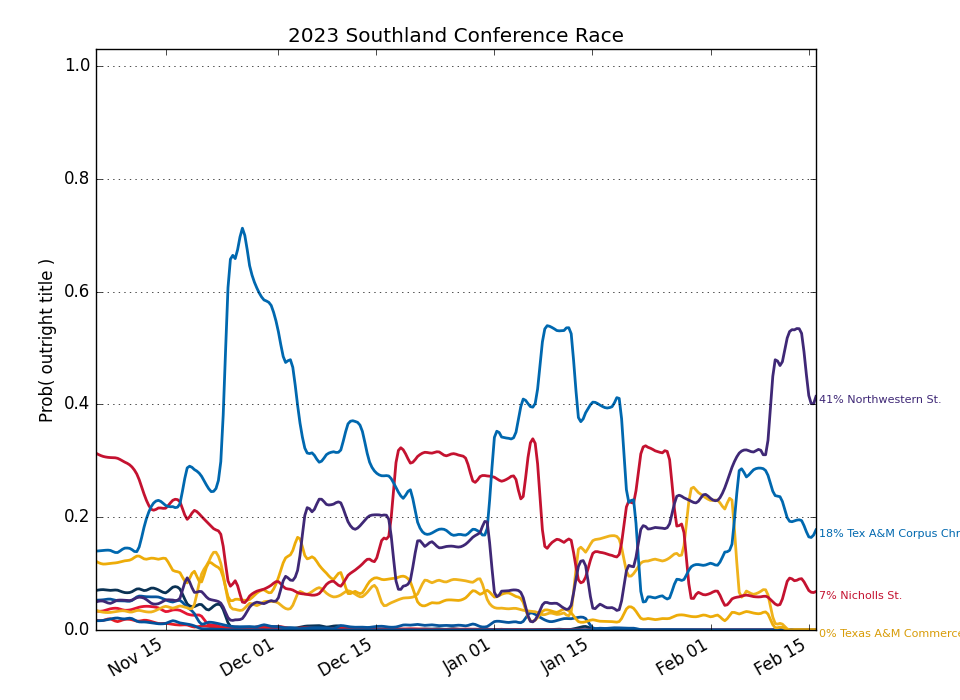 2023 Southland Conference Race
Prob( outright title )
1.0
0.8
0.6
0.4
0.2
0.0
Nov 15
Dec 01
Dec 15
Jan 01
Jan 15
Feb 01
Feb 15
41% Northwestern St.
18% Tex A&M Corpus Chr
7% Nicholls St.
0% Texas A&M Commerce